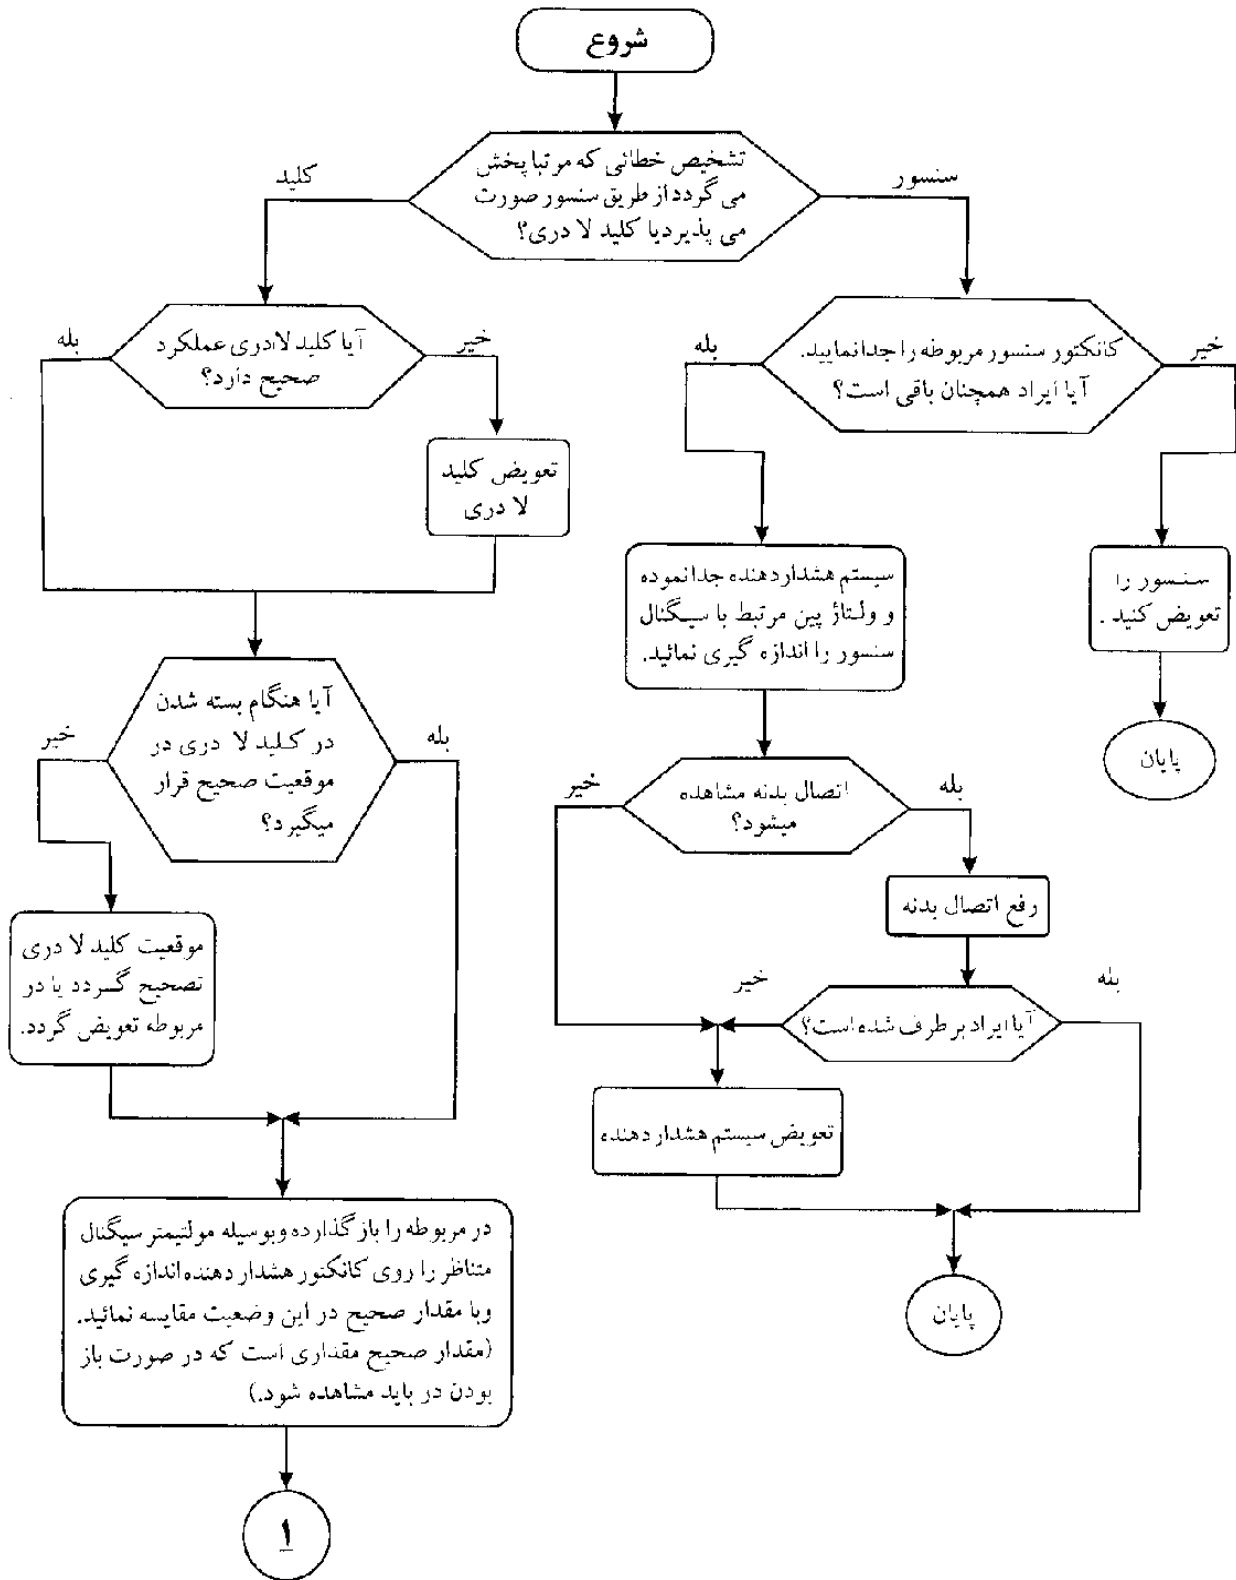 شروع
تشخیص خطائی که مرتبا پخش
می گردد از طریق سنسور صورت
می پذیرد یا کلید لا دری؟
سنسور
کلید
کانکتور سنسور مربوطه را جدا نمایید.
آیا ایراد همچنان باقی است؟
خیر
بله
سنسور را
تعویض کنید .
پایان
سیستم هشدار دهنده جدا نموده
و ولتاژ پین مرتبط با سیگنال
سنسور را اندازه گیری نمائید.
اتصال بدنه مشاهده
میشود؟
بله
خیر
رفع اتصال بدنه
آیا ایراد بر طرف شده است؟
بله
خیر
تعویض سیستم هشدار دهنده
پایان
آیا کلید لادری عملکرد
صحیح دارد؟
خیر
بله
تعویض کلید
لا دری
آیا هنگام بسته شدن
در کلید لا دری در
موقعیت صحیح قرار
میگیرد؟
بله
خیر
موقعیت کلید لا دری
تصحیح گردد یا در
مربوطه تعویض گردد.
در مربوطه را باز گذارده وبوسیله مولتیمتر سیگنال
متناظر را روی کانکتور هشدار دهنده اندازه گیری
وبا مقدار صحیح در این وضعیت مقایسه نمائید.
(مقدار صحیح مقداری است که در صورت باز
بودن در باید مشاهده شود.)
۱